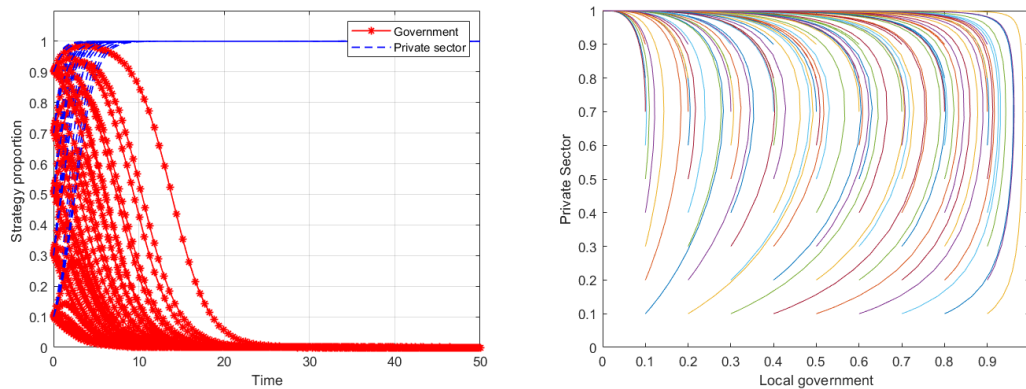 Government
Private sector
Strategy proportion
1
0.9
0.8
0.7
0.6
0.5
0.4
0.3
0.2
0.1
0
0 10 20 30 40 50
Time
Private Sector
1
0.9
0.8
0.7
0.6
0.5
0.4
0.3
0.2
0.1
0
0.1 0.2 0.3 0.4 0.5 0.6 0.7 0.8 0.9
Local government